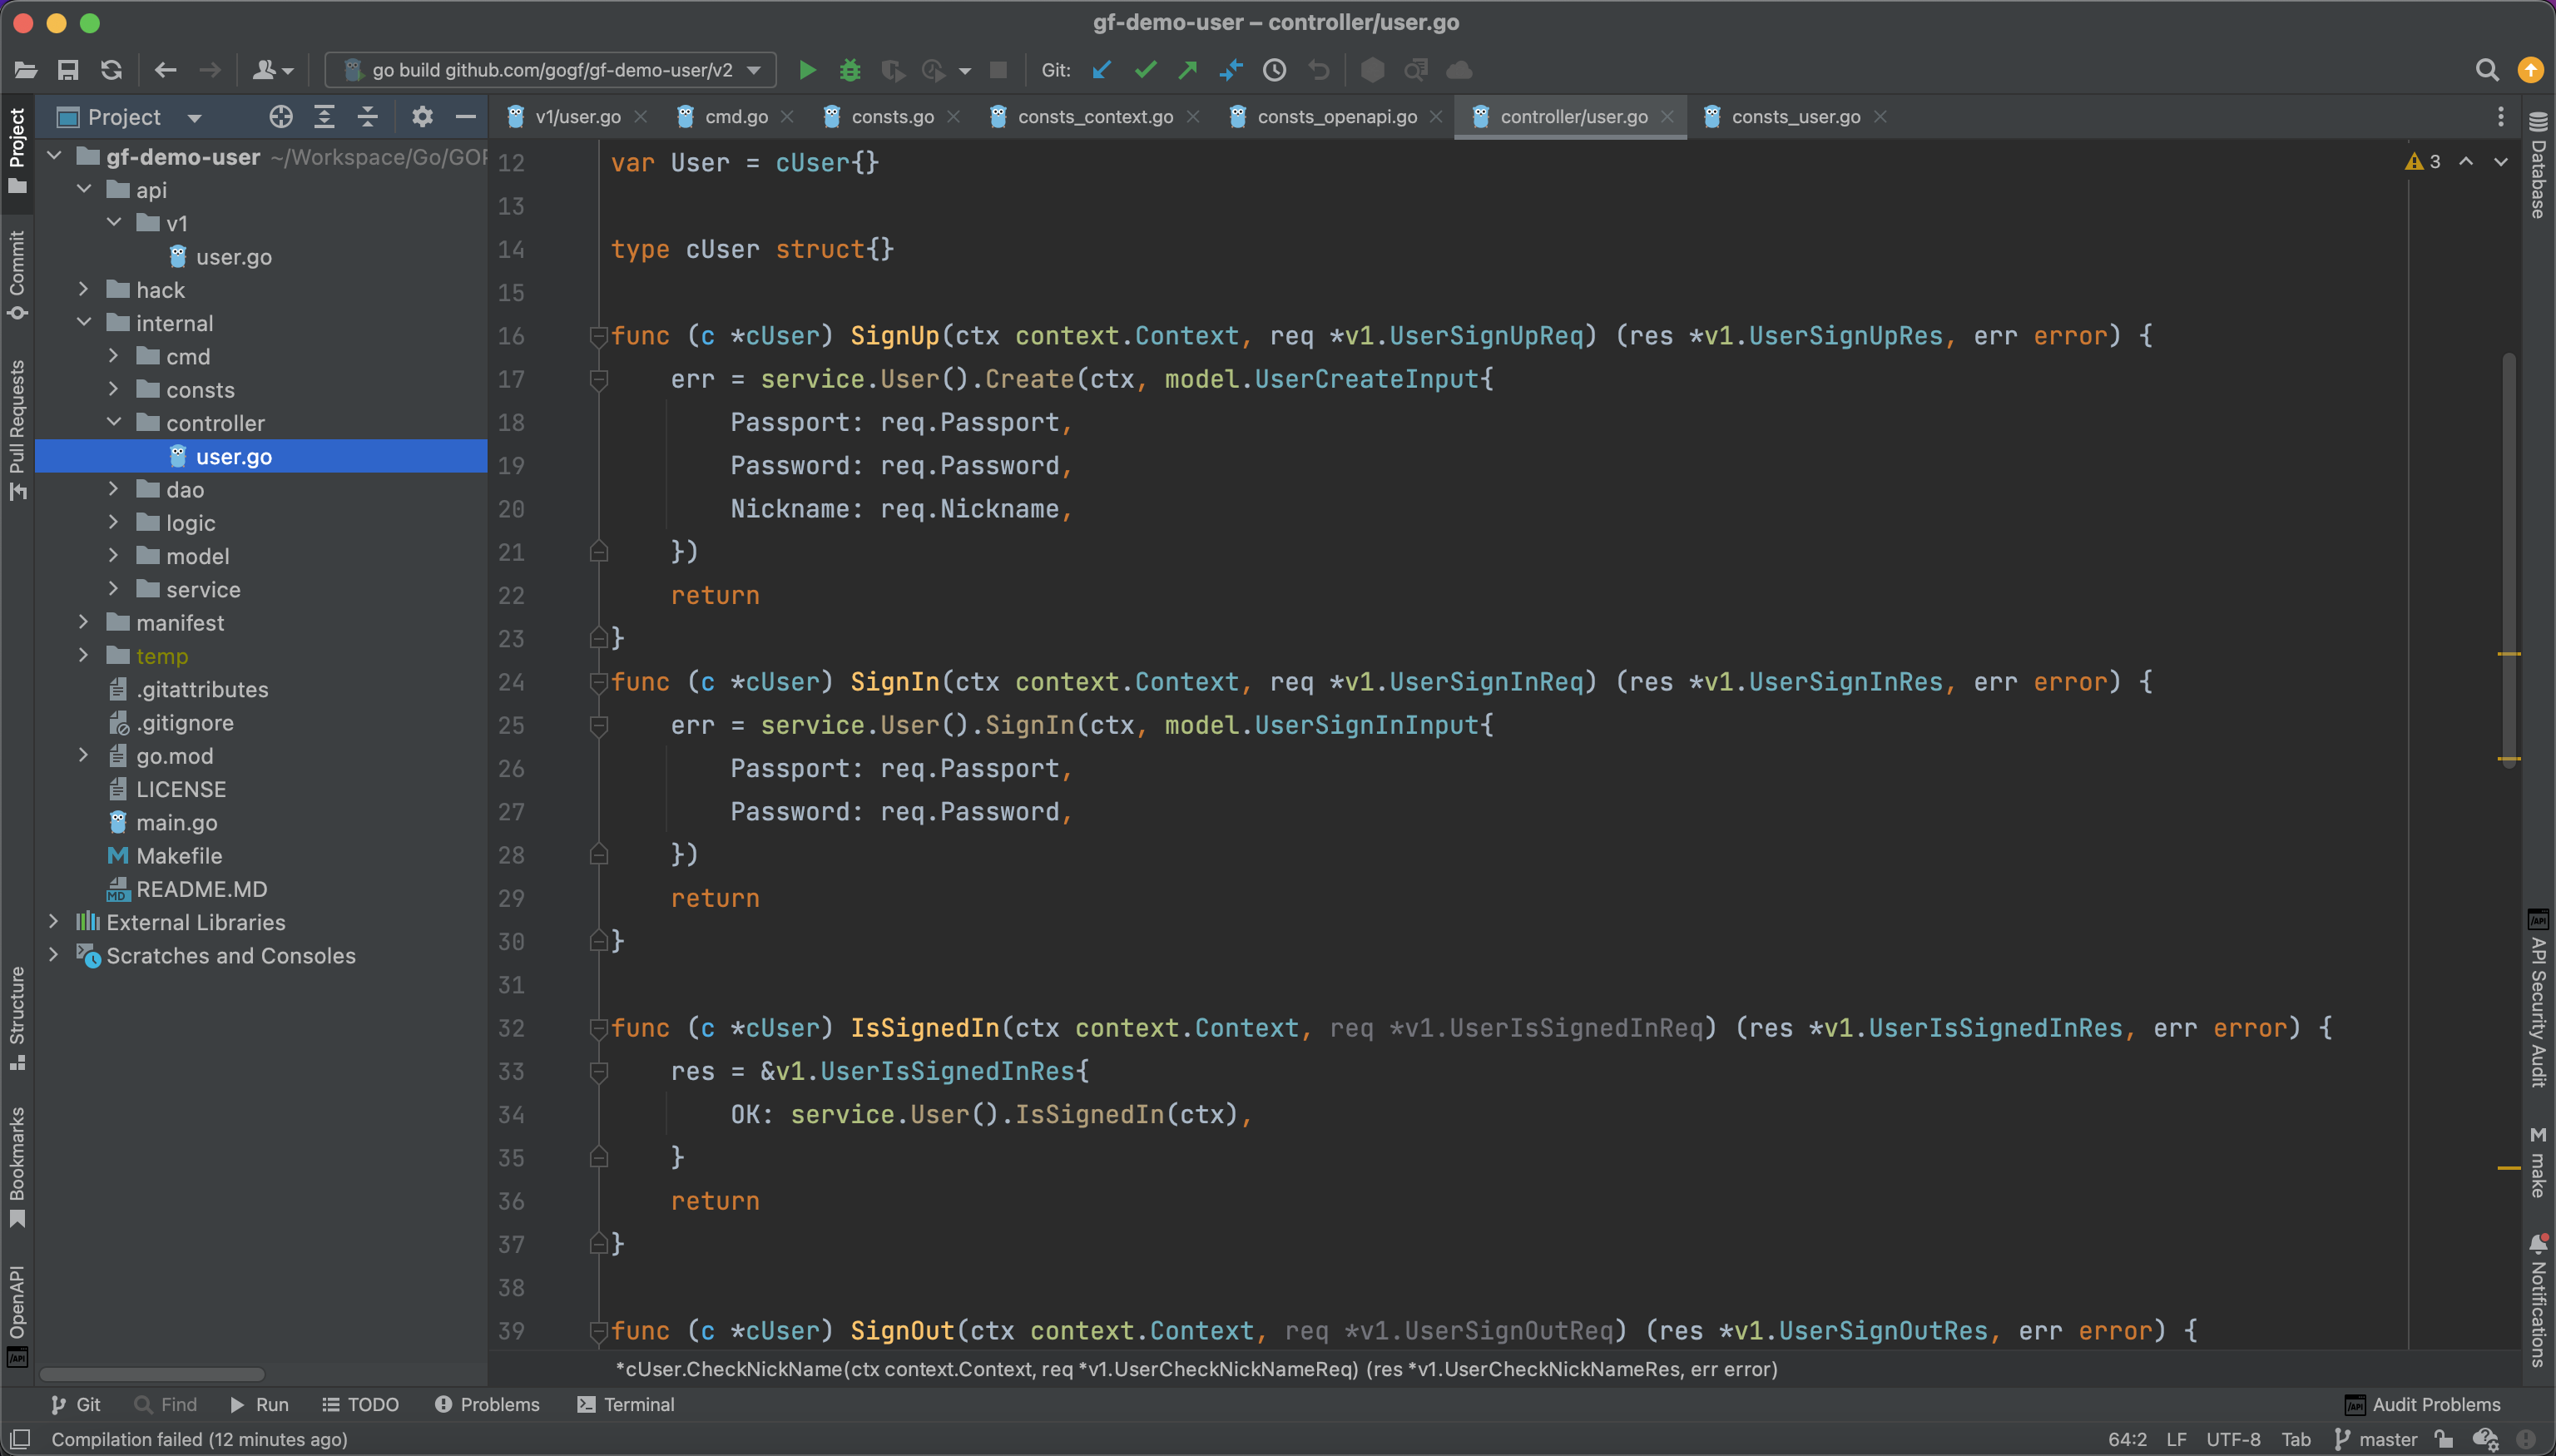 gf-demo-user – controller/user.go
go build github.com/gogf/gf-demo-user/v2
Git:
Project
v1/user.go
cmd.go
consts.go
consts_context.go
consts_openapi.go
controller/user.go
consts_user.go
Project
Commit
Pull Requests
Structure
Bookmarks
OpenAPI
/API
gf-demo-user ~/Workspace/Go/GOP
api
v1
user.go
hack
internal
cmd
consts
controller
user.go
dao
logic
model
service
manifest
temp
.gitattributes
.gitignore
go.mod
LICENSE
main.go
M Makefile
MD README.MD
External Libraries
Scratches and Consoles
3
12 var User = cUser{}
13
14 type cUser struct{}
15
16 func (c *cUser) SignUp(ctx context.Context, req *v1.UserSignUpReq) (res *v1.UserSignUpRes, err error) {
17 err = service.User().Create(ctx, model.UserCreateInput{
18 Passport: req.Passport,
19 Password: req.Password,
20 Nickname: req.Nickname,
21 })
22 return
23 }
24 func (c *cUser) SignIn(ctx context.Context, req *v1.UserSignInReq) (res *v1.UserSignInRes, err error) {
25 err = service.User().SignIn(ctx, model.UserSignInInput{
26 Passport: req.Passport,
27 Password: req.Password,
28 })
29 return
30 }
31
32 func (c *cUser) IsSignedIn(ctx context.Context, req *v1.UserIsSignedInReq) (res *v1.UserIsSignedInRes, err error) {
33 res = &v1.UserIsSignedInRes{
34 OK: service.User().IsSignedIn(ctx),
35 }
36 return
37 }
38
39 func (c *cUser) SignOut(ctx context.Context, req *v1.UserSignOutReq) (res *v1.UserSignOutRes, err error) {
*cUser.CheckNickName(ctx context.Context, req *v1.UserCheckNickNameReq) (res *v1.UserCheckNickNameRes, err error)
Database
/API
API Security Audit
M make
Notifications
Git
Find
Run
TODO
Problems
Terminal
/API Audit Problems
Compilation failed (12 minutes ago)
64:2 LF UTF-8 Tab master